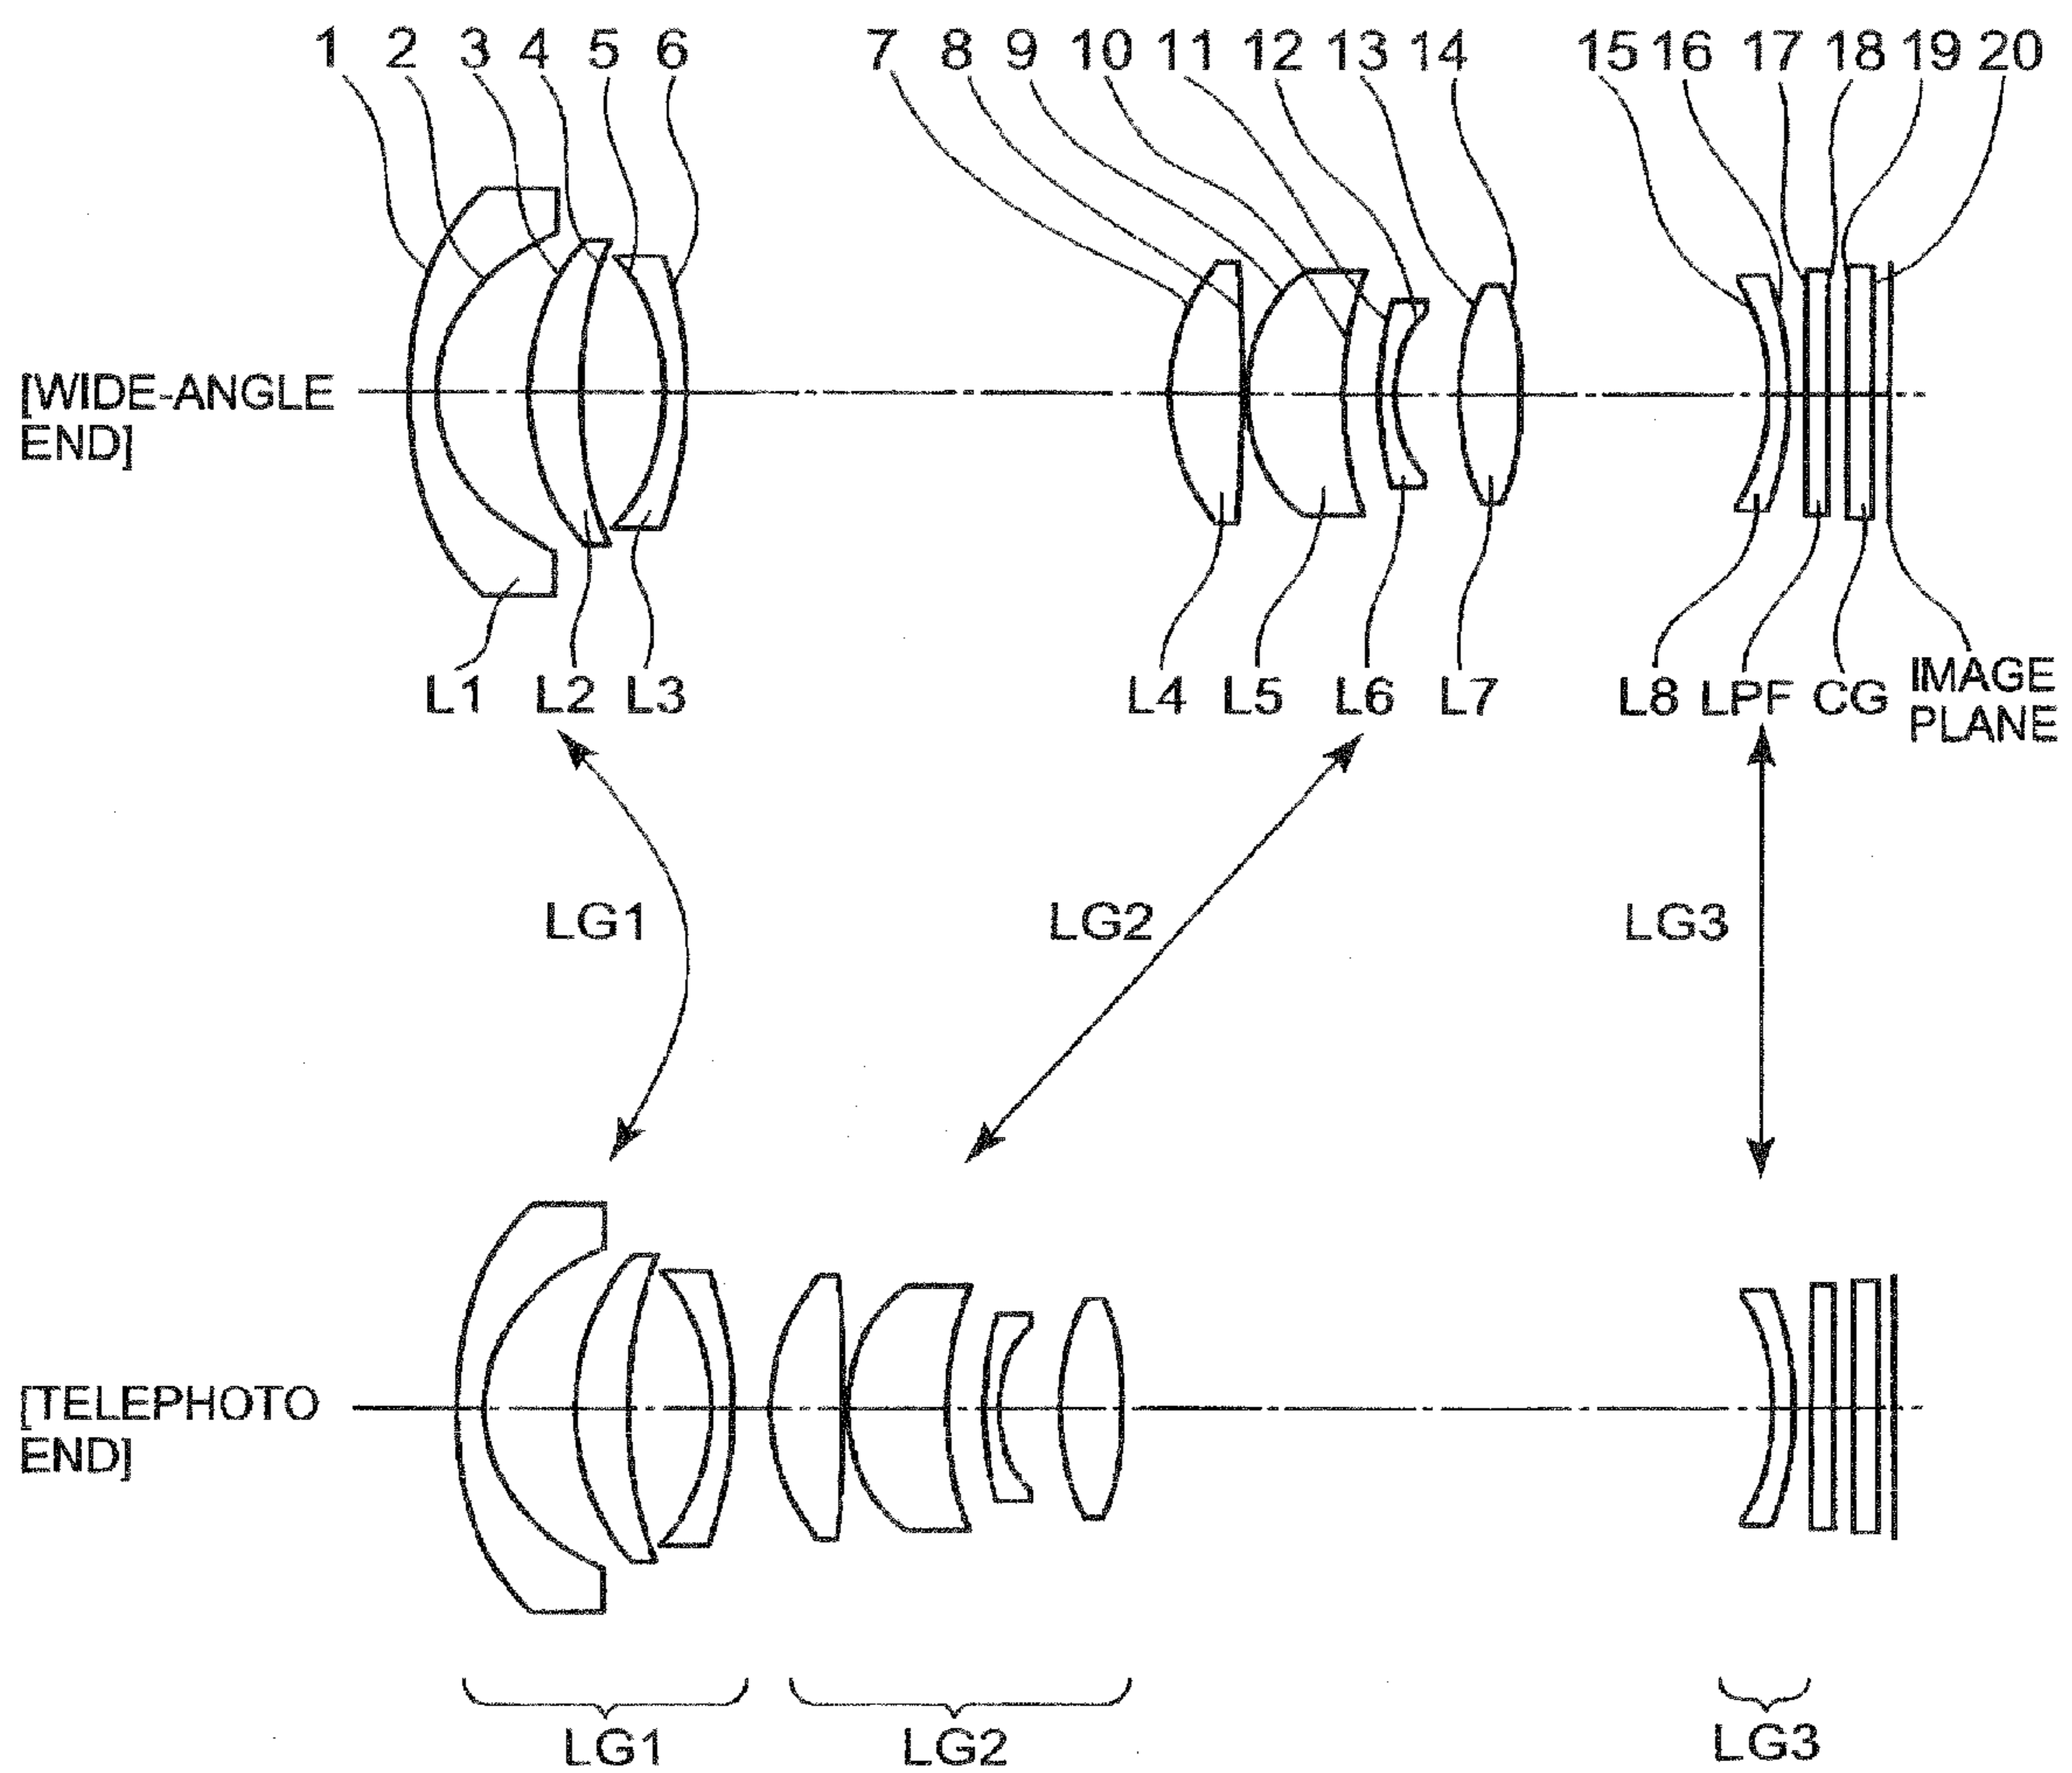 1 2 3 4 5 6 7 8 9 10 11 12 13 14 15 16 17 18 19 20
[WIDE-ANGLE
END]
L1 L2 L3 L4 L5 L6 L7 L8 LPF CG IMAGE
PLANE
LG1 LG2 LG3
[TELEPHOTO
END]
LG1 LG2 LG3